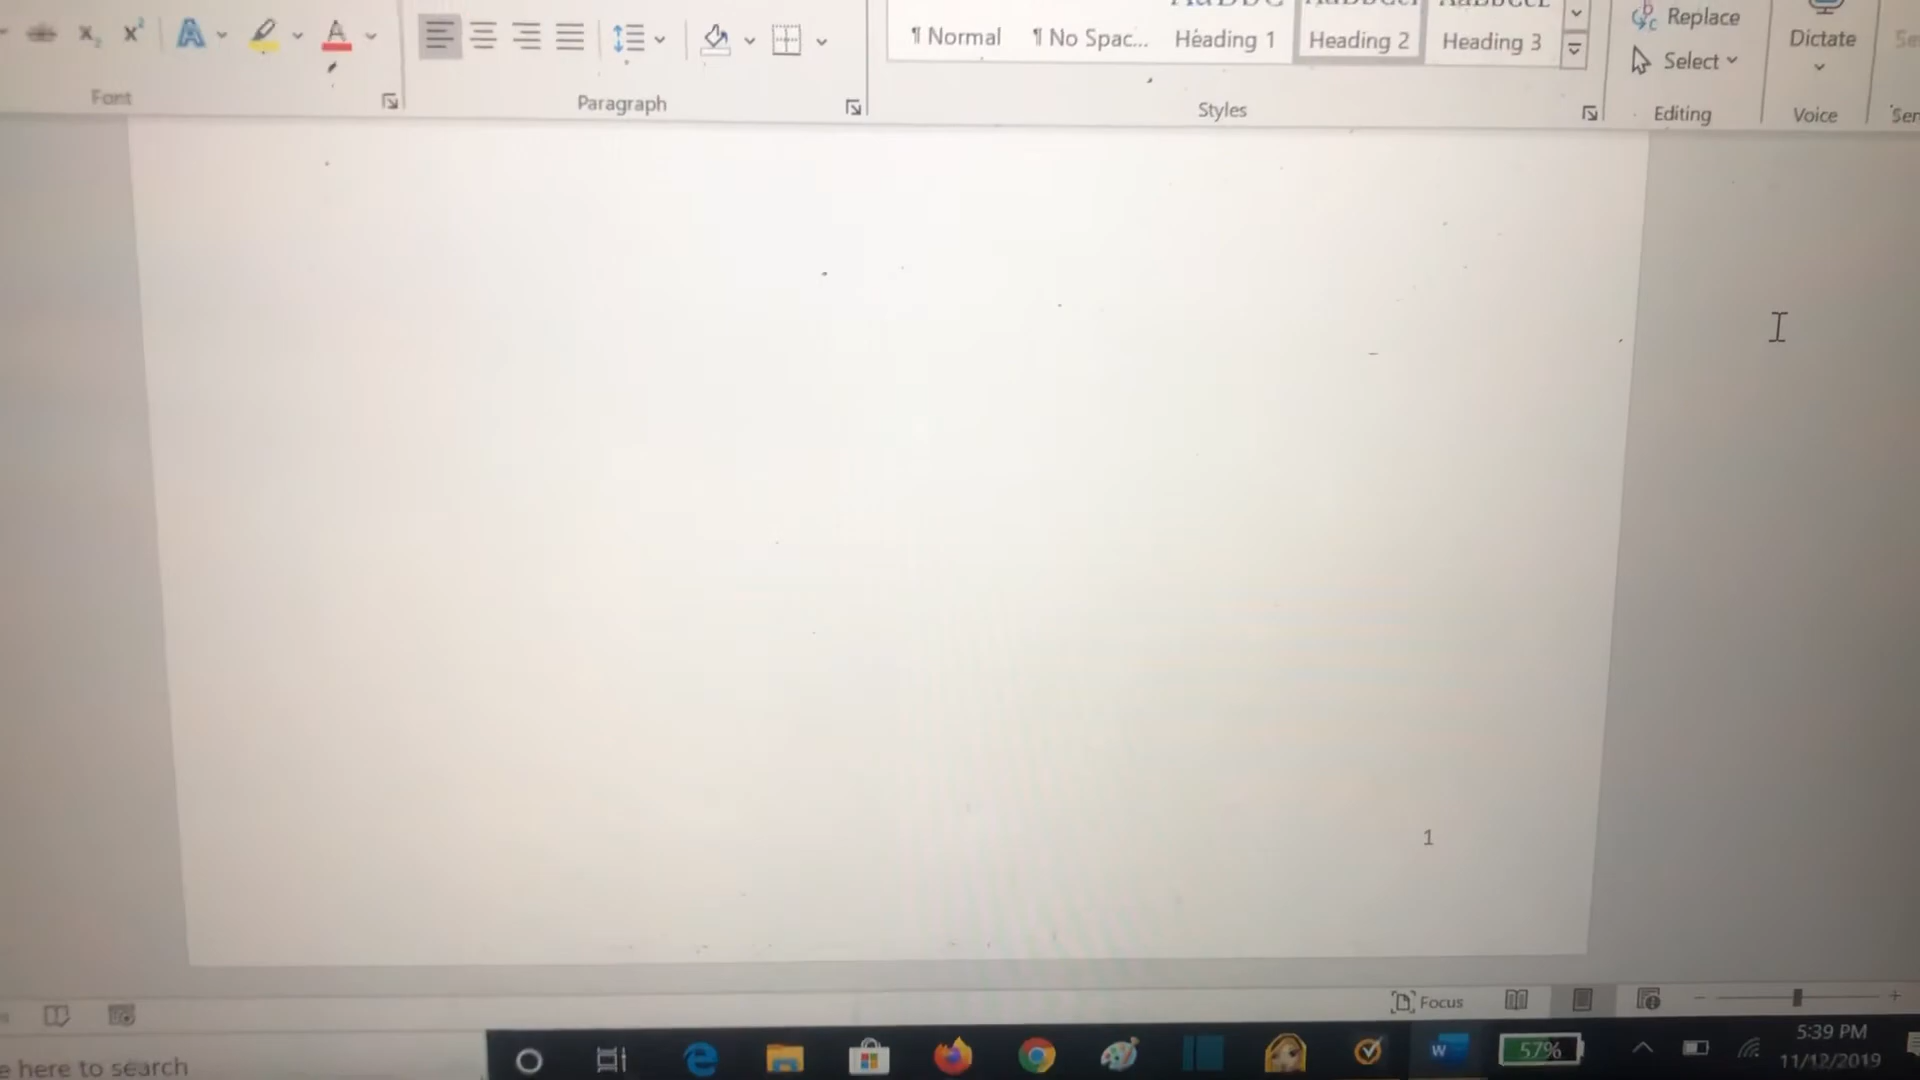 Replace
¶ Normal ¶ No Spac... Heading 1 Heading 2 Heading 3
Dictate
Select
Font Paragraph Styles Editing Voice
1
Focus
5:39 PM
57%
11/12/2019
here to search